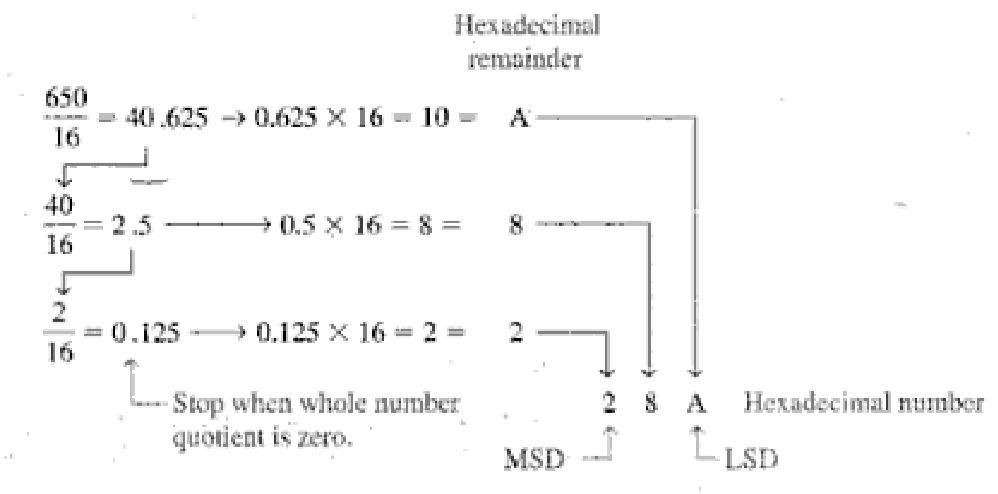 Hexadecimal
remainder
650/16 = 40.625 → 0.625 × 16 = 10 = A
40/16 = 2.5 → 0.5 × 16 = 8 = 8
2/16 = 0.125 → 0.125 × 16 = 2 = 2
Stop when whole number
quotient is zero.
2 8 A Hexadecimal number
MSD LSD